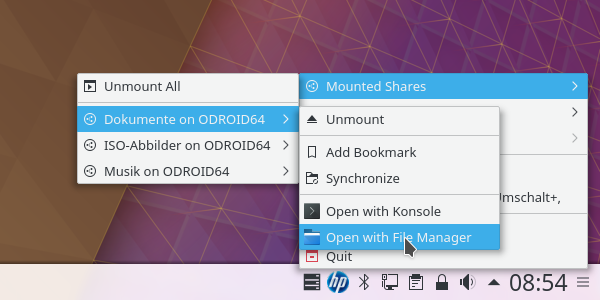 Unmount All
Dokumente on ODROID64
ISO-Abbilder on ODROID64
Musik on ODROID64
Mounted Shares
Unmount
Add Bookmark
Synchronize
Open with Konsole
Open with File Manager
Quit
hp
08:54